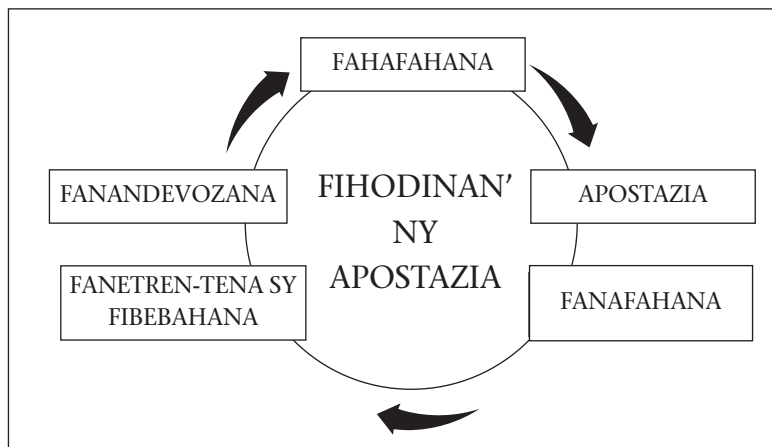 FAHAFAHANA
FANANDEVOZANA
FIHODINAN'
NY
APOSTAZIA
APOSTAZIA
FANETREN-TENA SY
FIBEBAHANA
FANAFAHANA